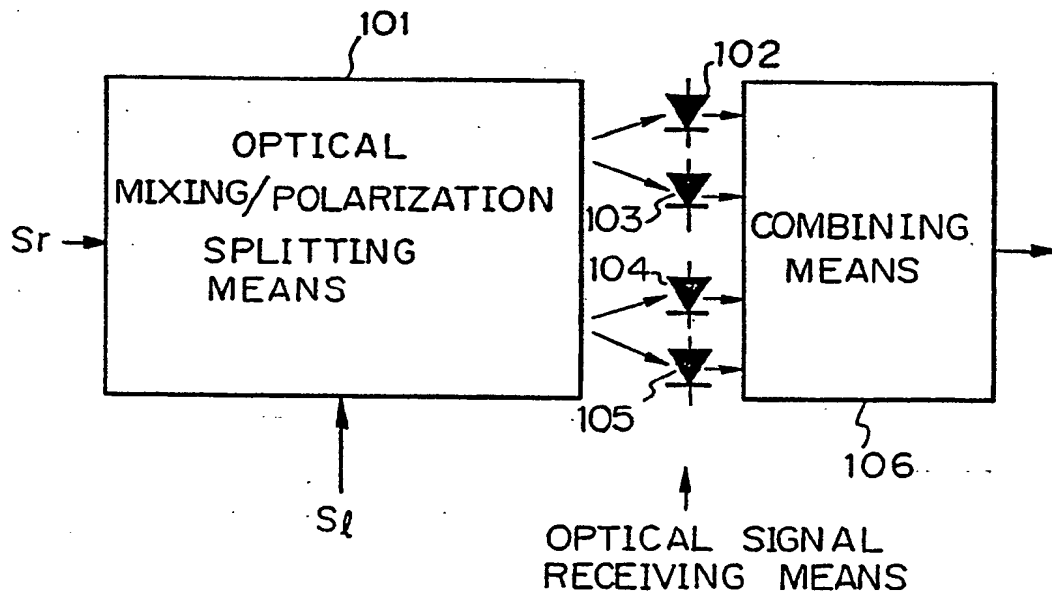 101
102
OPTICAL
MIXING/POLARIZATION
SPLITTING
MEANS
Sr
103
COMBINING
MEANS
104
105
106
Sℓ
OPTICAL SIGNAL
RECEIVING MEANS